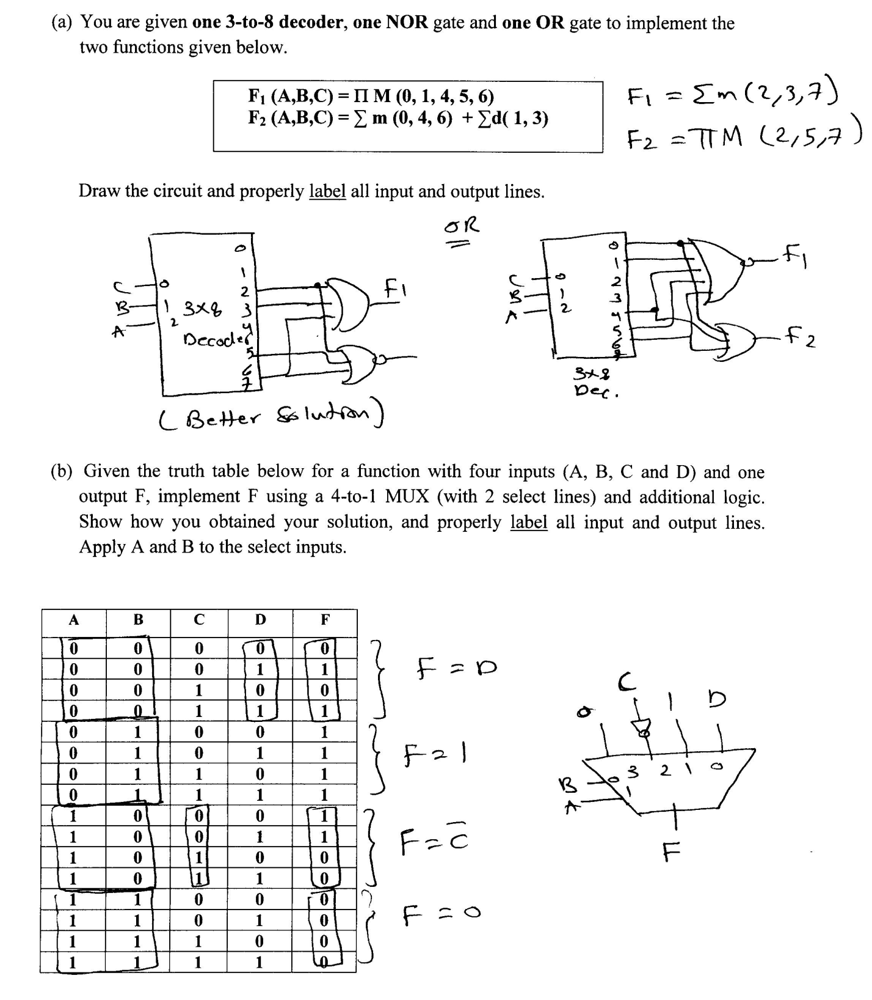 (a) You are given one 3-to-8 decoder, one NOR gate and one OR gate to implement the
two functions given below.
F₁ (A,B,C) = Π M (0, 1, 4, 5, 6)
F₂ (A,B,C) = ∑ m (0, 4, 6) + ∑d( 1, 3)
F1 = Σm (2,3,7)
F2 = πM (2,5,7)
Draw the circuit and properly label all input and output lines.
OR
C
B
A
0
1
2
3x8
Decoder
0
1
2
3
4
5
6
7
F1
(Better Solution)
C
B
A
0
1
2
0
1
2
3
4
5
6
7
3x8
Dec.
F1
F2
(b) Given the truth table below for a function with four inputs (A, B, C and D) and one
output F, implement F using a 4-to-1 MUX (with 2 select lines) and additional logic.
Show how you obtained your solution, and properly label all input and output lines.
Apply A and B to the select inputs.
A B C D F
0 0 0 0 0
0 0 0 1 1
0 0 1 0 0
0 0 1 1 1
0 1 0 0 1
0 1 0 1 1
0 1 1 0 1
0 1 1 1 1
1 0 0 0 1
1 0 0 1 1
1 0 1 0 0
1 0 1 1 0
1 1 0 0 0
1 1 0 1 0
1 1 1 0 0
1 1 1 1 0
F = D
F = 1
F = C̄
F = 0
0 C 1 D
3 2 1 0
B 0
A 1
F